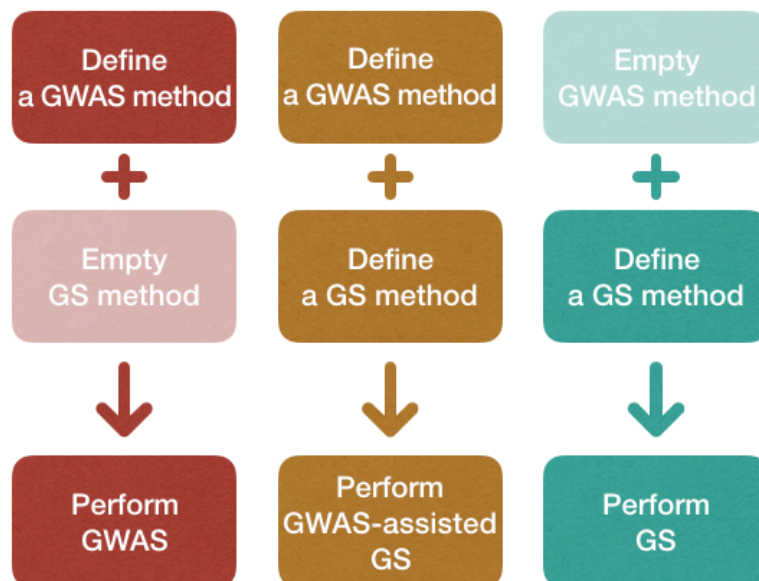 Define
a GWAS method
Define
a GWAS method
Empty
GWAS method
Empty
GS method
Define
a GS method
Define
a GS method
Perform
GWAS
Perform
GWAS-assisted
GS
Perform
GS